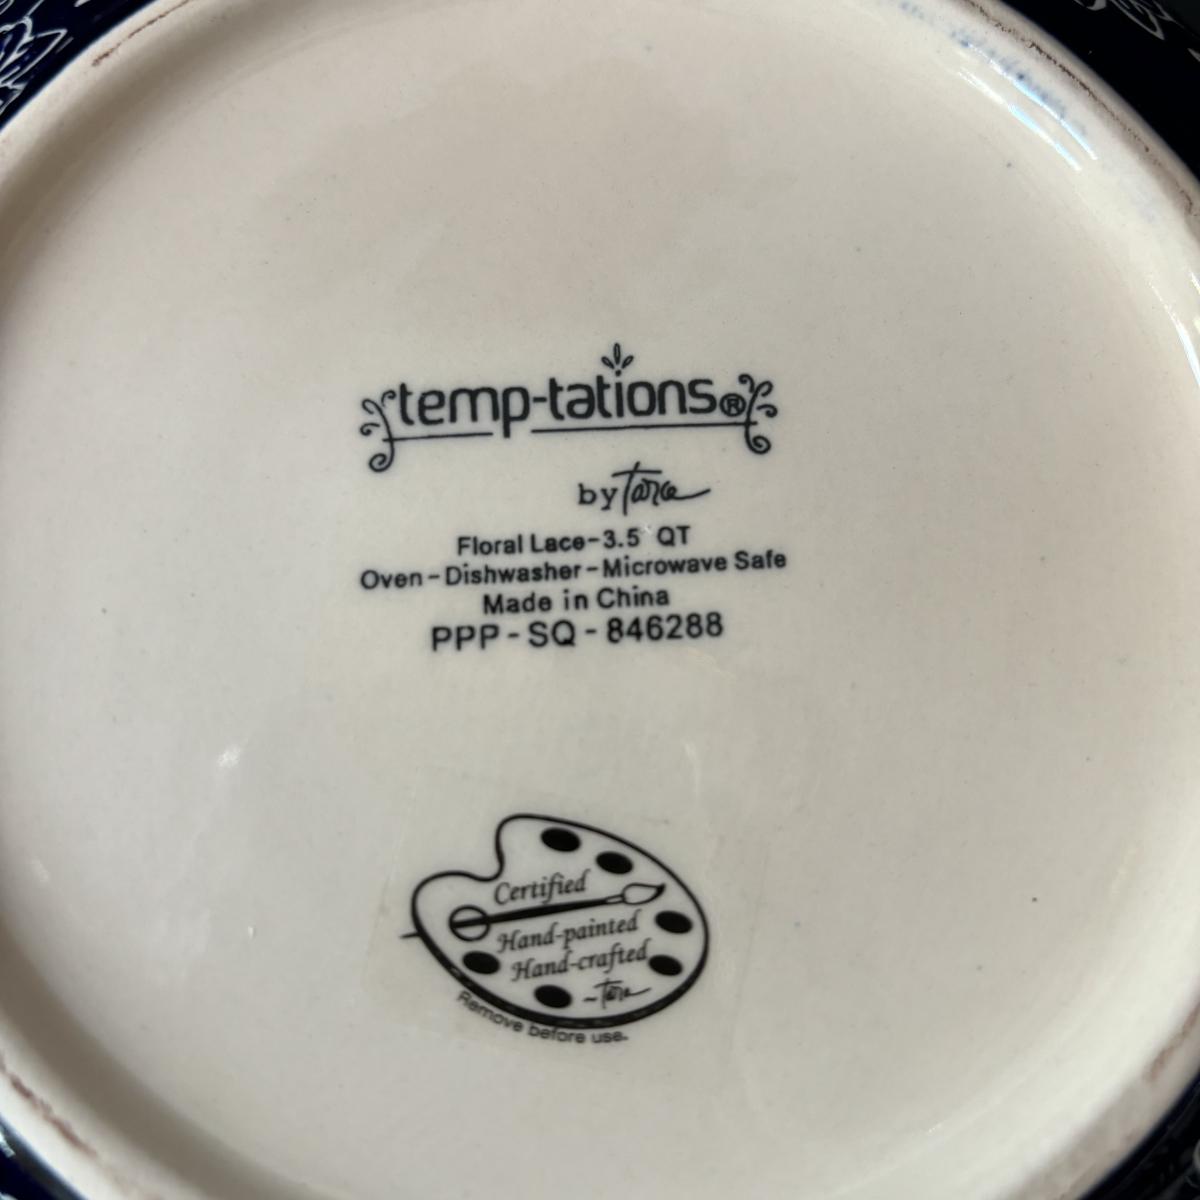 temp-tations®
by Tara
Floral Lace-3.5 QT
Oven-Dishwasher-Microwave Safe
Made in China
PPP-SQ-846288
Certified
Hand-painted
Hand-crafted
~Tara
Remove before use.